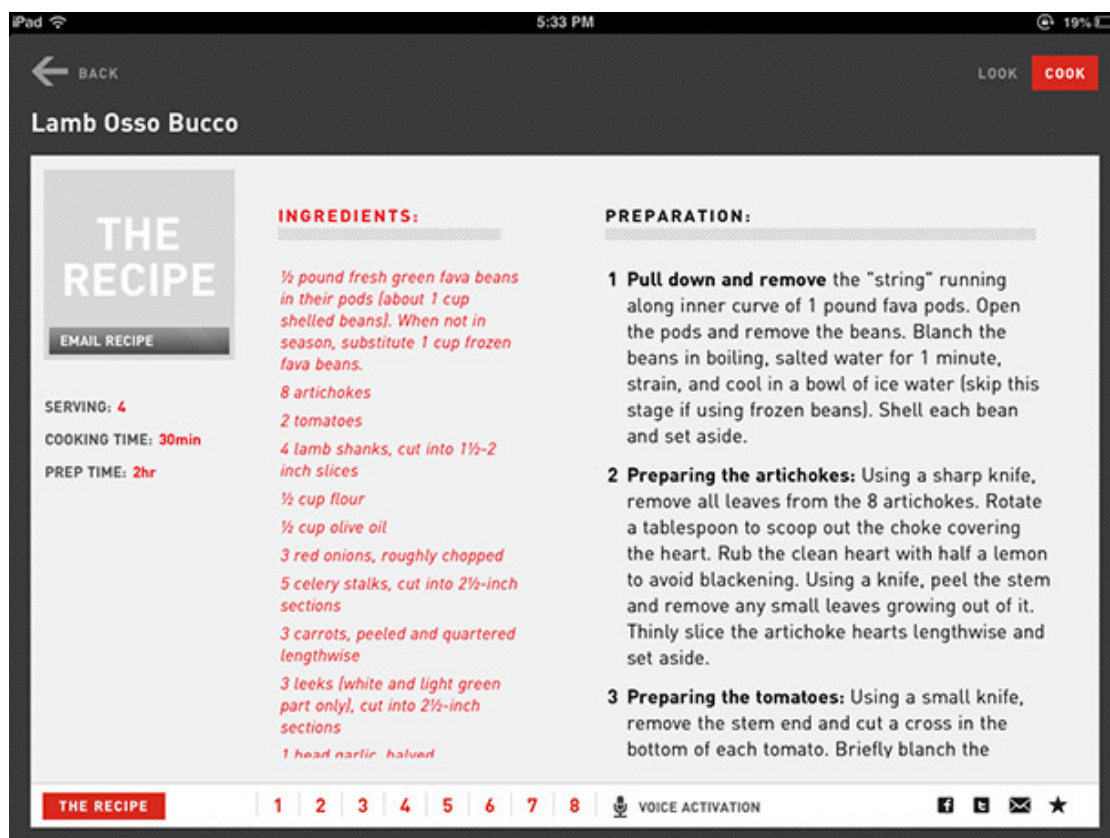 iPad 5:33 PM 19%
BACK LOOK COOK
Lamb Osso Bucco
THE
RECIPE
EMAIL RECIPE
SERVING: 4
COOKING TIME: 30min
PREP TIME: 2hr
INGREDIENTS:
½ pound fresh green fava beans
in their pods (about 1 cup
shelled beans). When not in
season, substitute 1 cup frozen
fava beans.
8 artichokes
2 tomatoes
4 lamb shanks, cut into 1½-2
inch slices
½ cup flour
½ cup olive oil
3 red onions, roughly chopped
5 celery stalks, cut into 2½-inch
sections
3 carrots, peeled and quartered
lengthwise
3 leeks (white and light green
part only), cut into 2½-inch
sections
1 head garlic, halved
PREPARATION:
1 Pull down and remove the "string" running
along inner curve of 1 pound fava pods. Open
the pods and remove the beans. Blanch the
beans in boiling, salted water for 1 minute,
strain, and cool in a bowl of ice water (skip this
stage if using frozen beans). Shell each bean
and set aside.
2 Preparing the artichokes: Using a sharp knife,
remove all leaves from the 8 artichokes. Rotate
a tablespoon to scoop out the choke covering
the heart. Rub the clean heart with half a lemon
to avoid blackening. Using a knife, peel the stem
and remove any small leaves growing out of it.
Thinly slice the artichoke hearts lengthwise and
set aside.
3 Preparing the tomatoes: Using a small knife,
remove the stem end and cut a cross in the
bottom of each tomato. Briefly blanch the
THE RECIPE 1 2 3 4 5 6 7 8 VOICE ACTIVATION